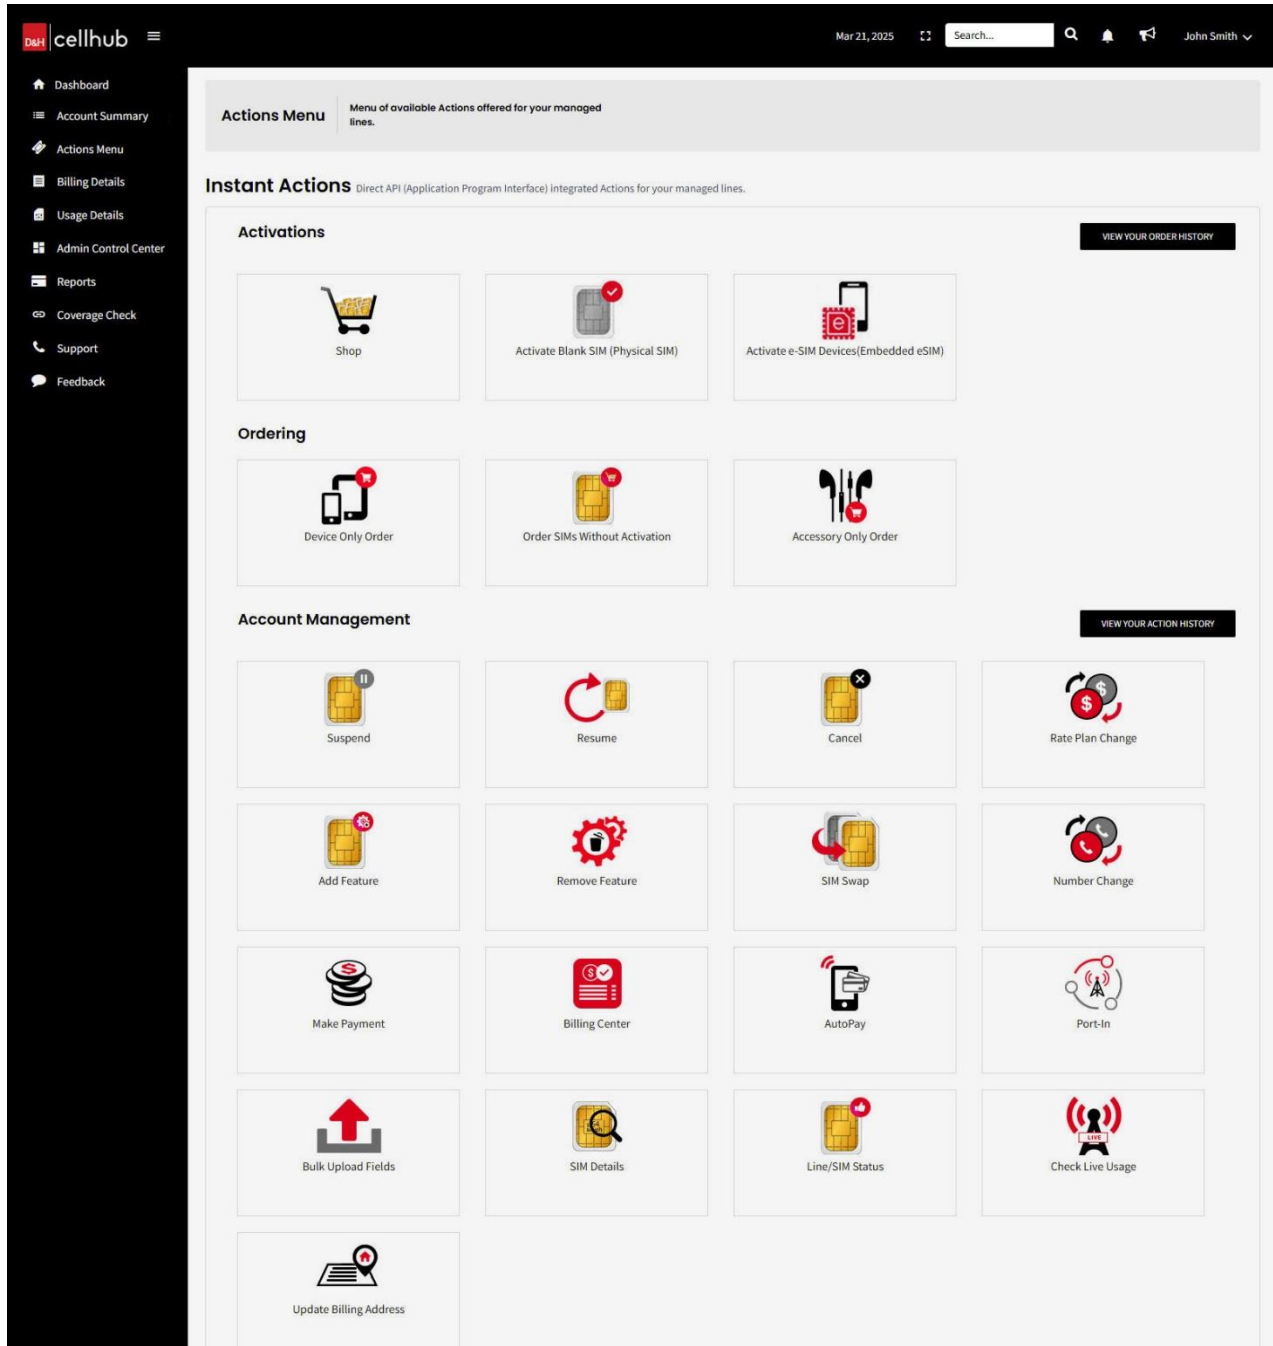 D&H cellhub
Mar 21, 2025
Search...
John Smith
Dashboard
Account Summary
Actions Menu
Billing Details
Usage Details
Admin Control Center
Reports
Coverage Check
Support
Feedback
Actions Menu
Menu of available Actions offered for your managed
lines.
Instant Actions Direct API (Application Program Interface) integrated Actions for your managed lines.
Activations
VIEW YOUR ORDER HISTORY
Shop
Activate Blank SIM (Physical SIM)
e
Activate e-SIM Devices(Embedded eSIM)
Ordering
Device Only Order
Order SIMs Without Activation
Accessory Only Order
Account Management
VIEW YOUR ACTION HISTORY
Suspend
Resume
Cancel
$
$
Rate Plan Change
Add Feature
Remove Feature
SIM Swap
Number Change
$
Make Payment
$
Billing Center
AutoPay
Port-In
Bulk Upload Fields
SIM Details
Line/SIM Status
LIVE
Check Live Usage
Update Billing Address